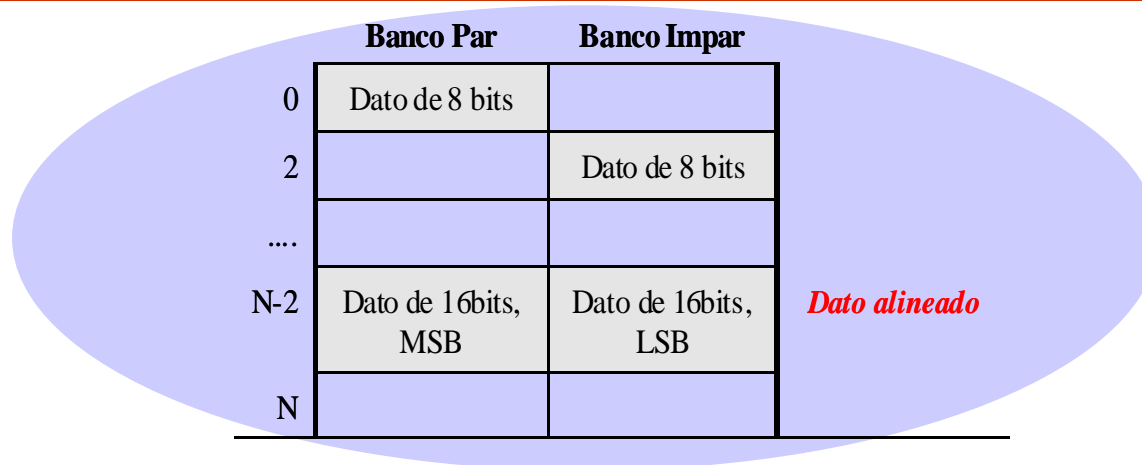 Banco Par Banco Impar
0 Dato de 8 bits
2 Dato de 8 bits
....
N-2 Dato de 16bits, Dato de 16bits, Dato alineado
MSB LSB
N